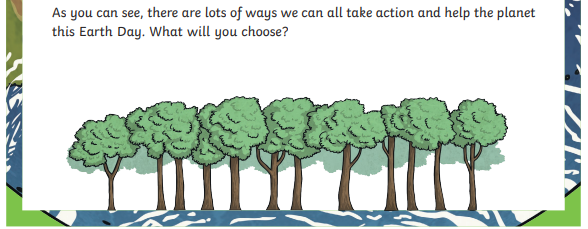 As you can see, there are lots of ways we can all take action and help the planet
this Earth Day. What will you choose?